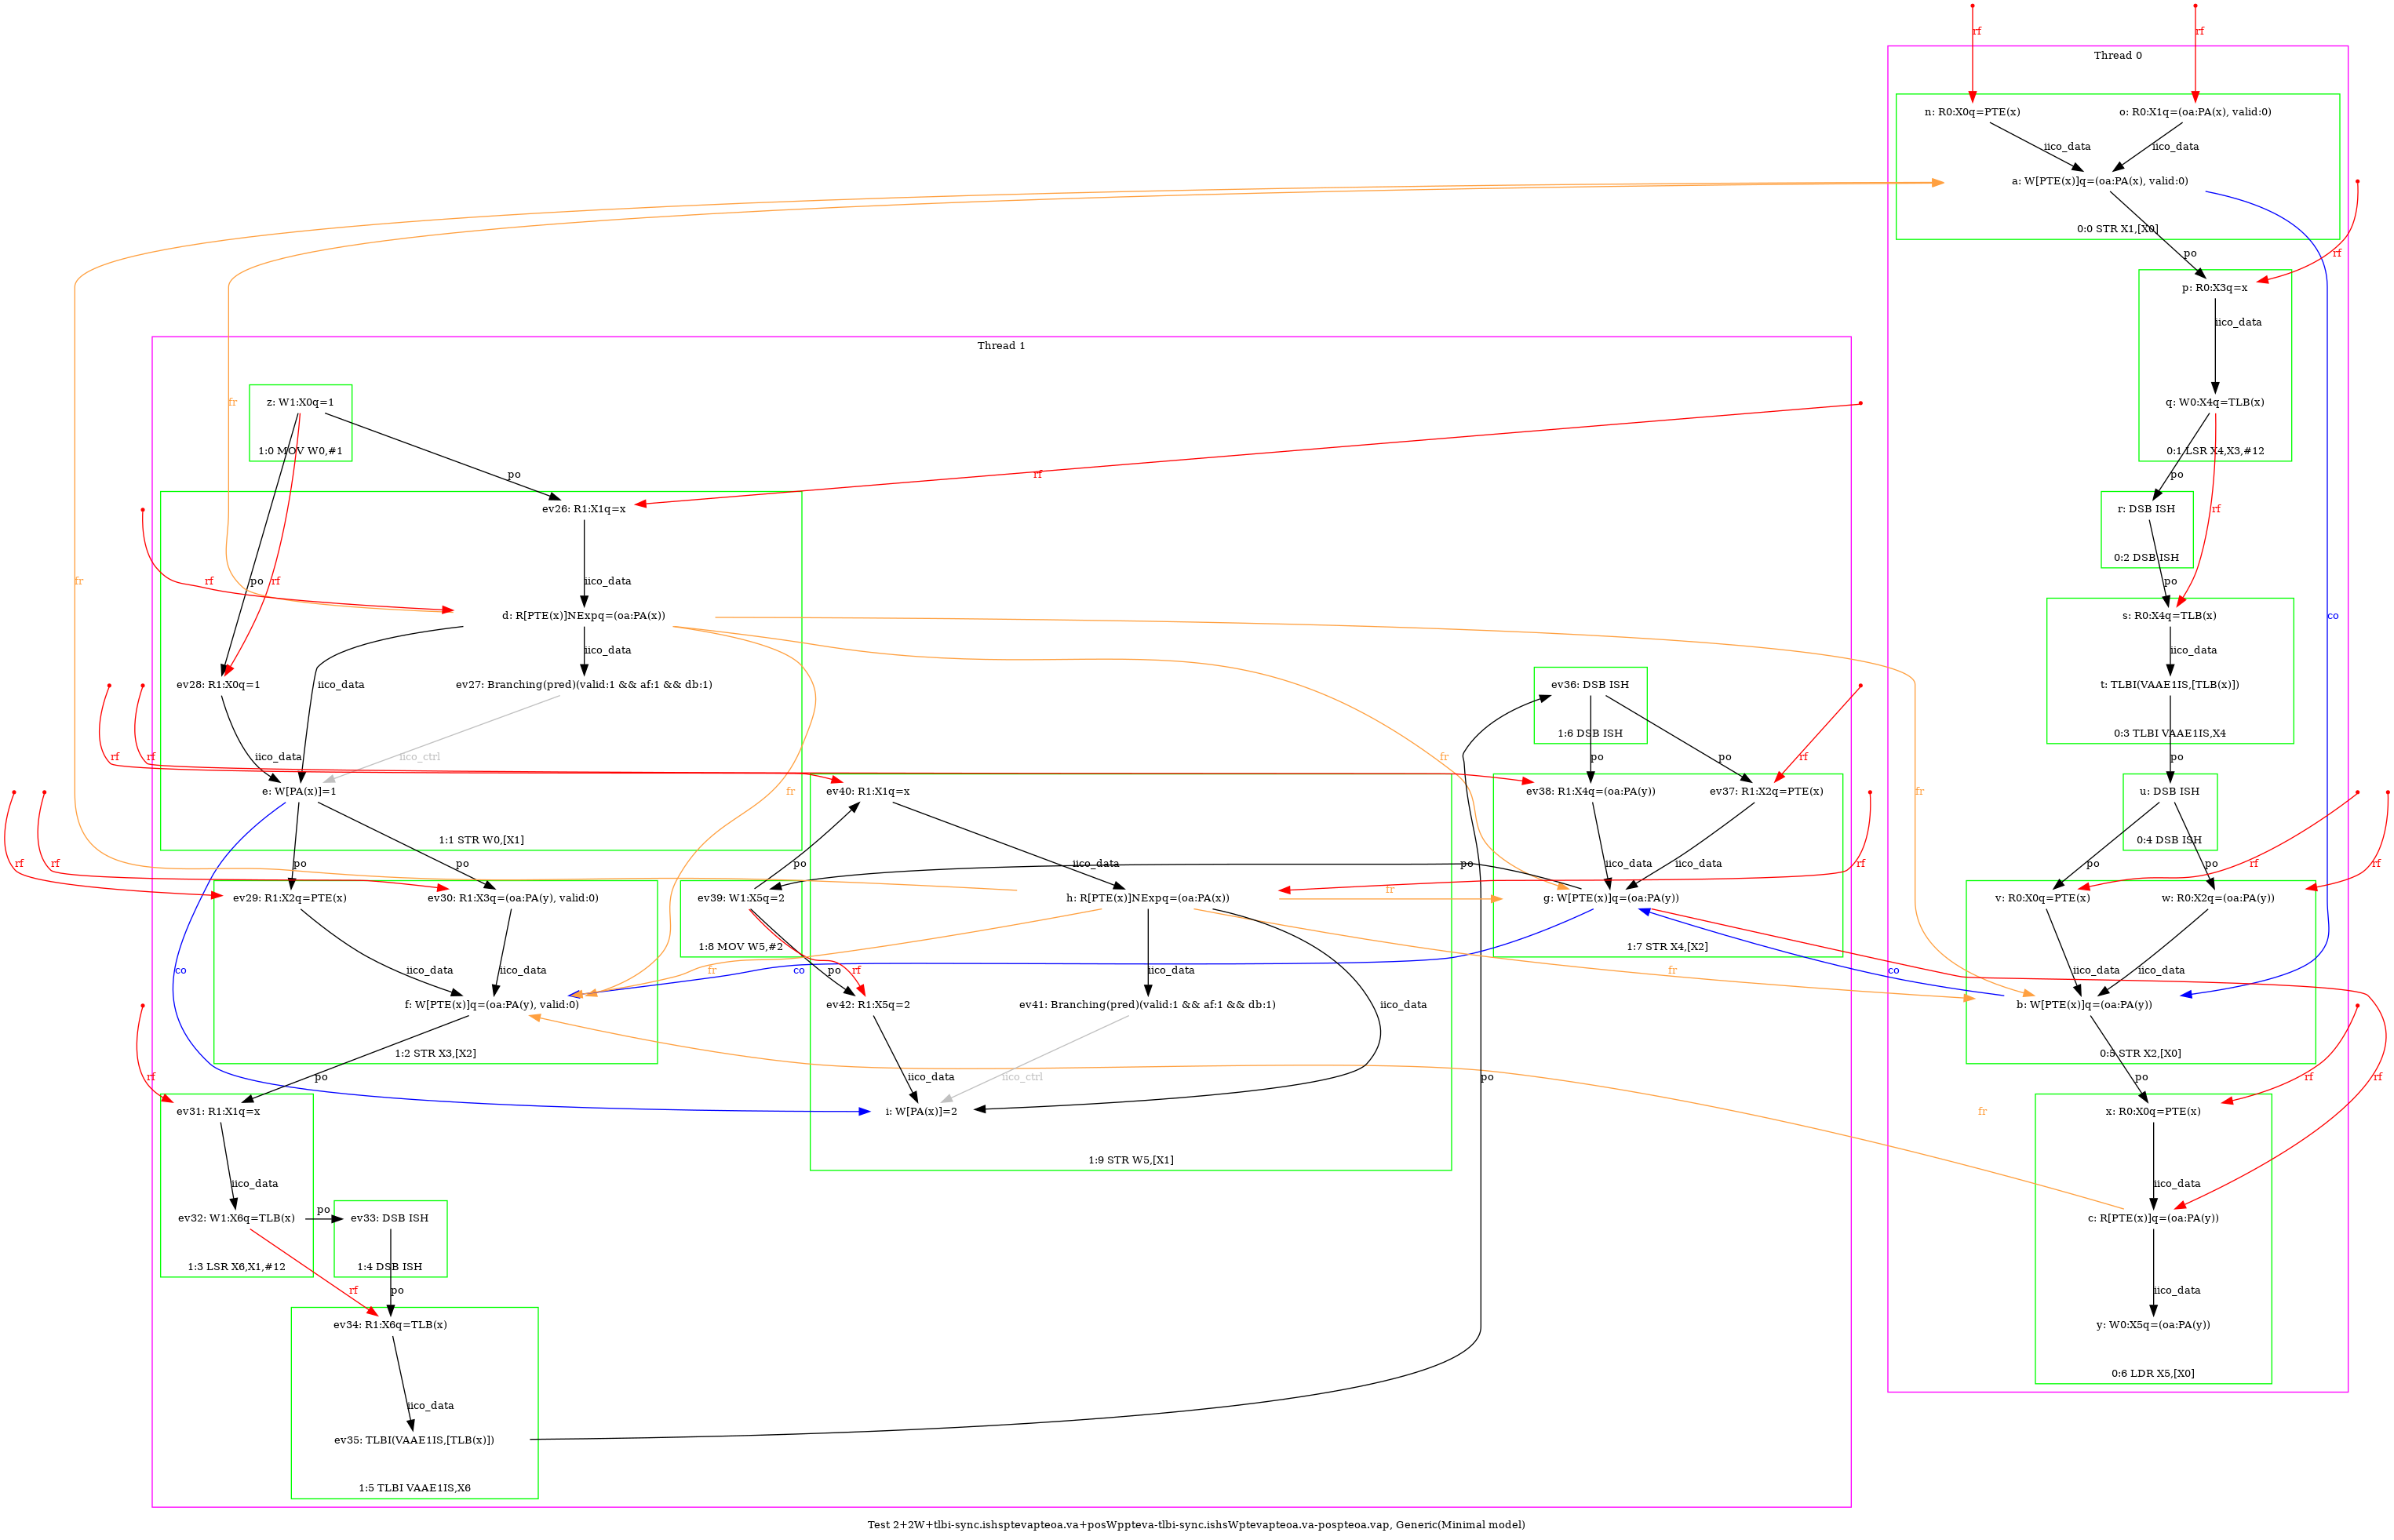 rf
rf
Thread 0
n: R0:X0q=PTE(x)
o: R0:X1q=(oa:PA(x), valid:0)
iico_data
iico_data
a: W[PTE(x)]q=(oa:PA(x), valid:0)
0:0 STR X1,[X0]
po
rf
p: R0:X3q=x
iico_data
q: W0:X4q=TLB(x)
0:1 LSR X4,X3,#12
po
r: DSB ISH
rf
0:2 DSB ISH
po
s: R0:X4q=TLB(x)
co
iico_data
t: TLBI(VAAE1IS,[TLB(x)])
0:3 TLBI VAAE1IS,X4
po
u: DSB ISH
0:4 DSB ISH
po
po
rf
rf
v: R0:X0q=PTE(x)
w: R0:X2q=(oa:PA(y))
iico_data
iico_data
b: W[PTE(x)]q=(oa:PA(y))
0:5 STR X2,[X0]
po
rf
rf
x: R0:X0q=PTE(x)
iico_data
c: R[PTE(x)]q=(oa:PA(y))
iico_data
y: W0:X5q=(oa:PA(y))
0:6 LDR X5,[X0]
Thread 1
z: W1:X0q=1
fr
1:0 MOV W0,#1
po
rf
ev26: R1:X1q=x
fr
rf
po
rf
iico_data
d: R[PTE(x)]NExpq=(oa:PA(x))
iico_data
iico_data
ev28: R1:X0q=1
ev27: Branching(pred)(valid:1 && af:1 && db:1)
iico_data
iico_ctrl
rf
rf
e: W[PA(x)]=1
1:1 STR W0,[X1]
fr
fr
fr
ev36: DSB ISH
1:6 DSB ISH
po
po
rf
ev40: R1:X1q=x
ev38: R1:X4q=(oa:PA(y))
ev37: R1:X2q=PTE(x)
rf
rf
po
po
po
iico_data
po
iico_data
iico_data
rf
ev29: R1:X2q=PTE(x)
ev30: R1:X3q=(oa:PA(y), valid:0)
ev39: W1:X5q=2
h: R[PTE(x)]NExpq=(oa:PA(x))
fr
g: W[PTE(x)]q=(oa:PA(y))
1:8 MOV W5,#2
1:7 STR X4,[X2]
co
iico_data
iico_data
fr
co
po
rf
iico_data
fr
co
f: W[PTE(x)]q=(oa:PA(y), valid:0)
ev42: R1:X5q=2
ev41: Branching(pred)(valid:1 && af:1 && db:1)
iico_data
1:2 STR X3,[X2]
rf
po
iico_data
iico_ctrl
po
fr
ev31: R1:X1q=x
i: W[PA(x)]=2
1:9 STR W5,[X1]
iico_data
ev32: W1:X6q=TLB(x)
po
ev33: DSB ISH
1:3 LSR X6,X1,#12
1:4 DSB ISH
rf
po
ev34: R1:X6q=TLB(x)
iico_data
ev35: TLBI(VAAE1IS,[TLB(x)])
1:5 TLBI VAAE1IS,X6
Test 2+2W+tlbi-sync.ishsptevapteoa.va+posWppteva-tlbi-sync.ishsWptevapteoa.va-pospteoa.vap, Generic(Minimal model)